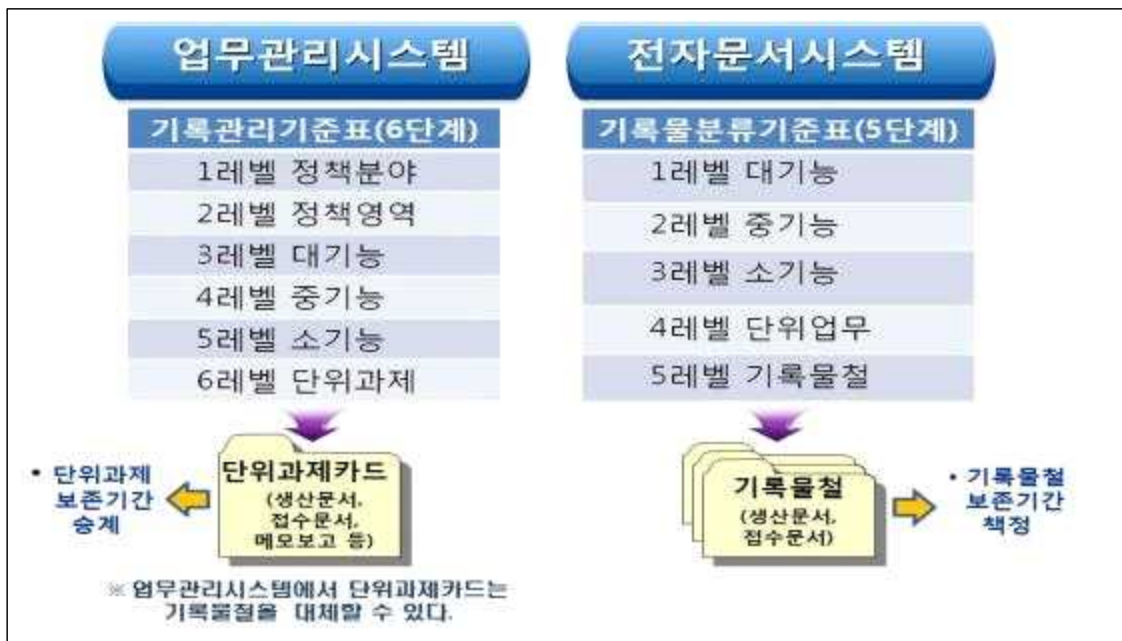 업무관리시스템
기록관리기준표(6단계)
1레벨 정책분야
2레벨 정책영역
3레벨 대기능
4레벨 중기능
5레벨 소기능
6레벨 단위과제
• 단위과제
보존기간
승계
단위과제카드
(생산문서,
접수문서,
메모보고 등)
※ 업무관리시스템에서 단위과제카드는
기록물철을 대체할 수 있다.
전자문서시스템
기록물분류기준표(5단계)
1레벨 대기능
2레벨 중기능
3레벨 소기능
4레벨 단위업무
5레벨 기록물철
기록물철
(생산문서,
접수문서)
• 기록물철
보존기간
책정